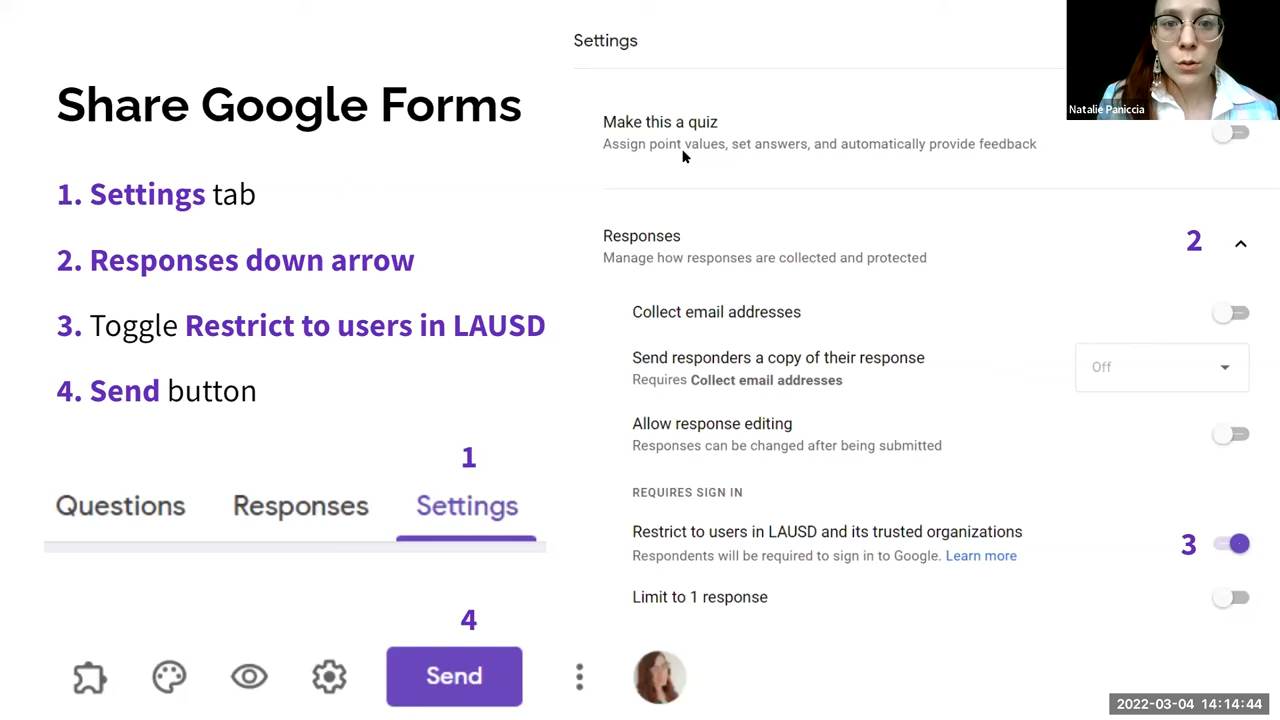 Share Google Forms
1. Settings tab
2. Responses down arrow
3. Toggle Restrict to users in LAUSD
4. Send button
1
Questions Responses Settings
4
Send
Settings
Make this a quiz
Assign point values, set answers, and automatically provide feedback
Responses
Manage how responses are collected and protected
2
Collect email addresses
Send responders a copy of their response
Requires Collect email addresses
Off
Allow response editing
Responses can be changed after being submitted
REQUIRES SIGN IN
Restrict to users in LAUSD and its trusted organizations
Respondents will be required to sign in to Google. Learn more
3
Limit to 1 response
Natalie Paniccia
2022-03-04 14:14:44